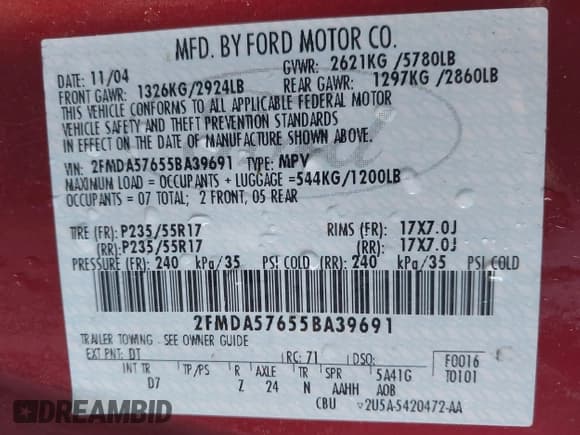 MFD. BY FORD MOTOR CO.
DATE: 11/04 GVWR: 2621KG /5780LB
FRONT GAWR: 1326KG/2924LB REAR GAWR: 1297KG /2860LB
THIS VEHICLE CONFORMS TO ALL APPLICABLE FEDERAL MOTOR
VEHICLE SAFETY AND THEFT PREVENTION STANDARDS
IN EFFECT ON THE DATE OF MANUFACTURE SHOWN ABOVE.
VIN: 2FMDA57655BA39691 TYPE: MPV
MAXIMUM LOAD = OCCUPANTS + LUGGAGE =544KG/1200LB
OCCUPANTS = 07 TOTAL; 2 FRONT, 05 REAR
TIRE (FR): P235/55R17 RIMS (FR): 17X7.0J
(RR): P235/55R17 (RR): 17X7.0J
PRESSURE (FR): 240 kPa/35 PSI COLD (RR): 240 kPa/35 PSI COLD
2FMDA57655BA39691
TRAILER TOWING - SEE OWNER GUIDE
EXT PNT: DT RC: 71 DSO: F0016
T0101
INT TR TP/PS R AXLE TR SPR 5A41G
D7 Z 24 N AAHH AOB
CBU 2U5A-5420472-AA
DREAMBID